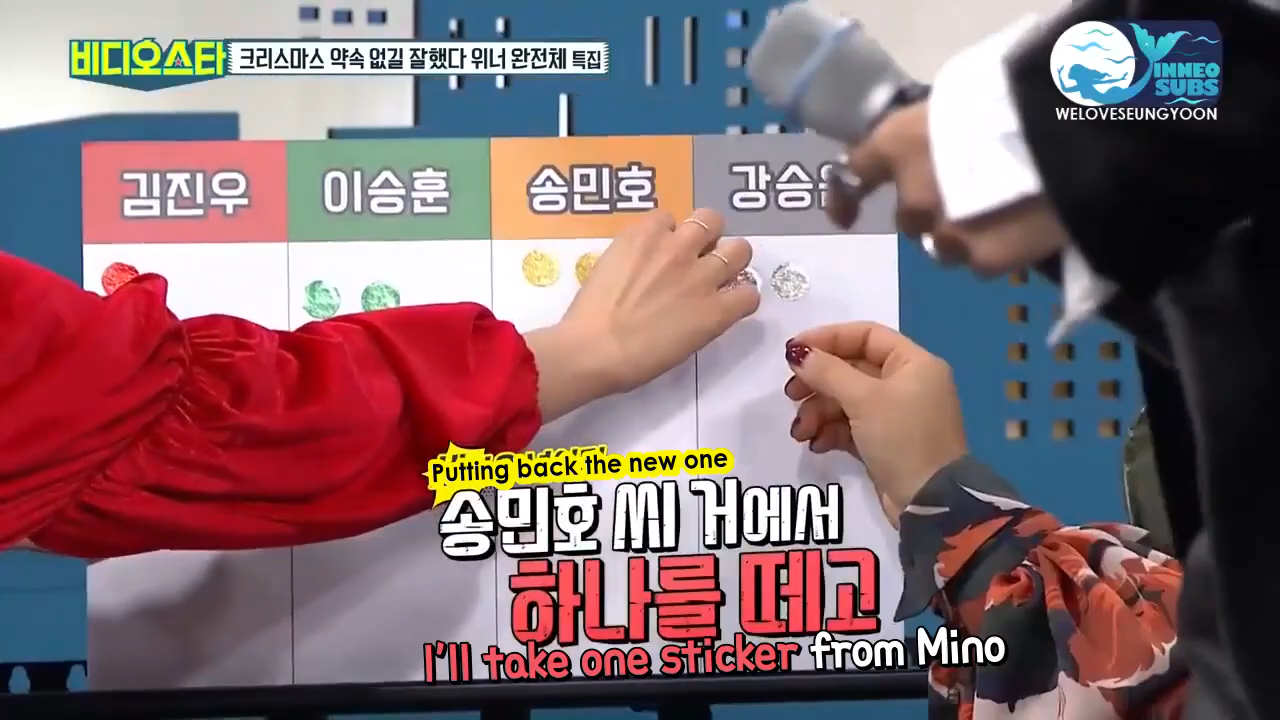 비디오스타
크리스마스 약속 없길 잘했다 위너 완전체 특집
INNEO
SUBS
WELOVESEUNGYOON
김진우 이승훈 송민호 강승
Putting back the new one
송민호 씨 거에서
하나를 떼고
I'll take one sticker from Mino